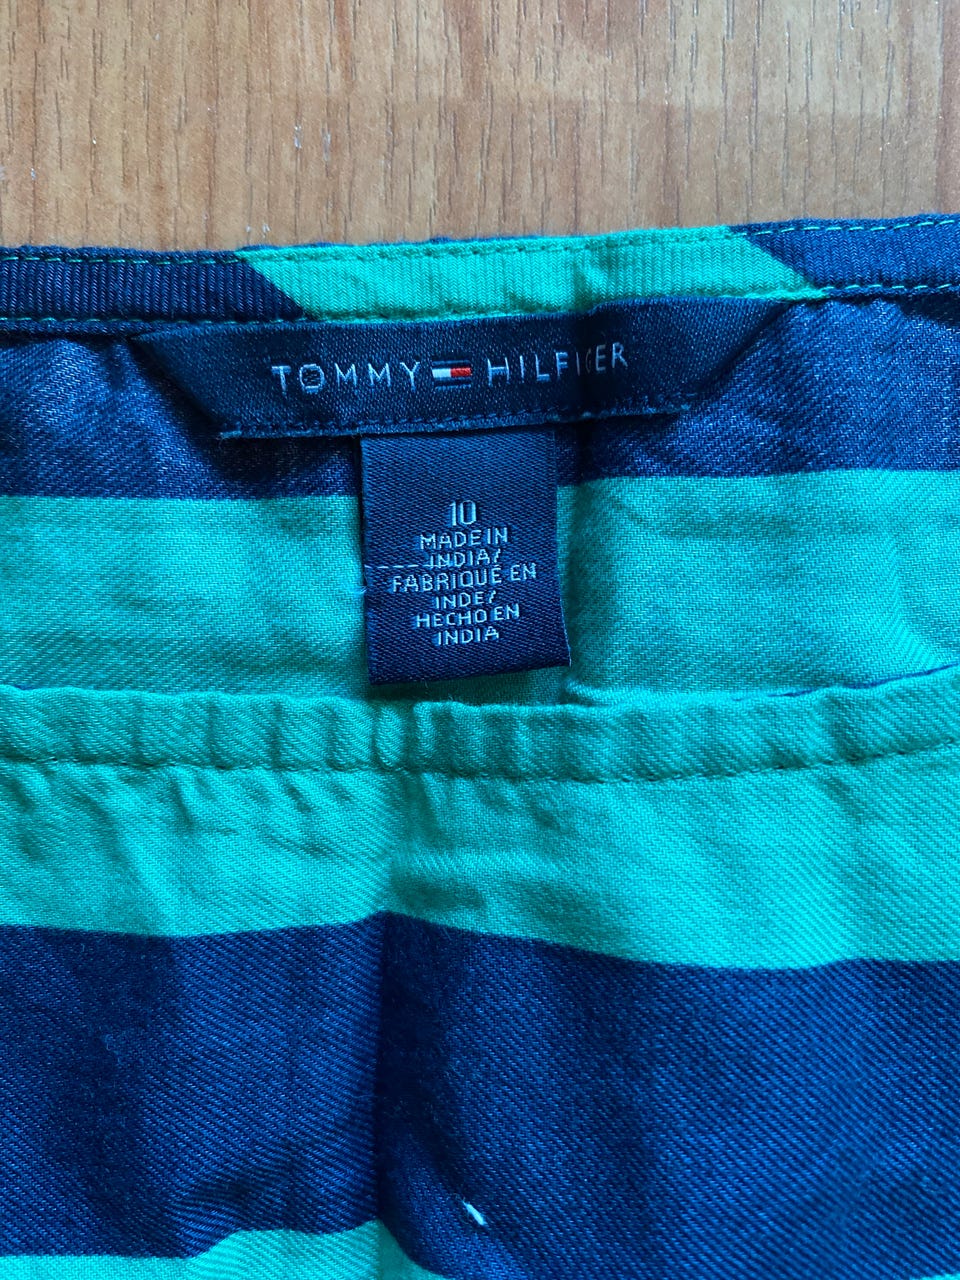 TOMMY HILFIGER
10
MADE IN
INDIA/
FABRIQUÉ EN
INDE/
HECHO EN
INDIA